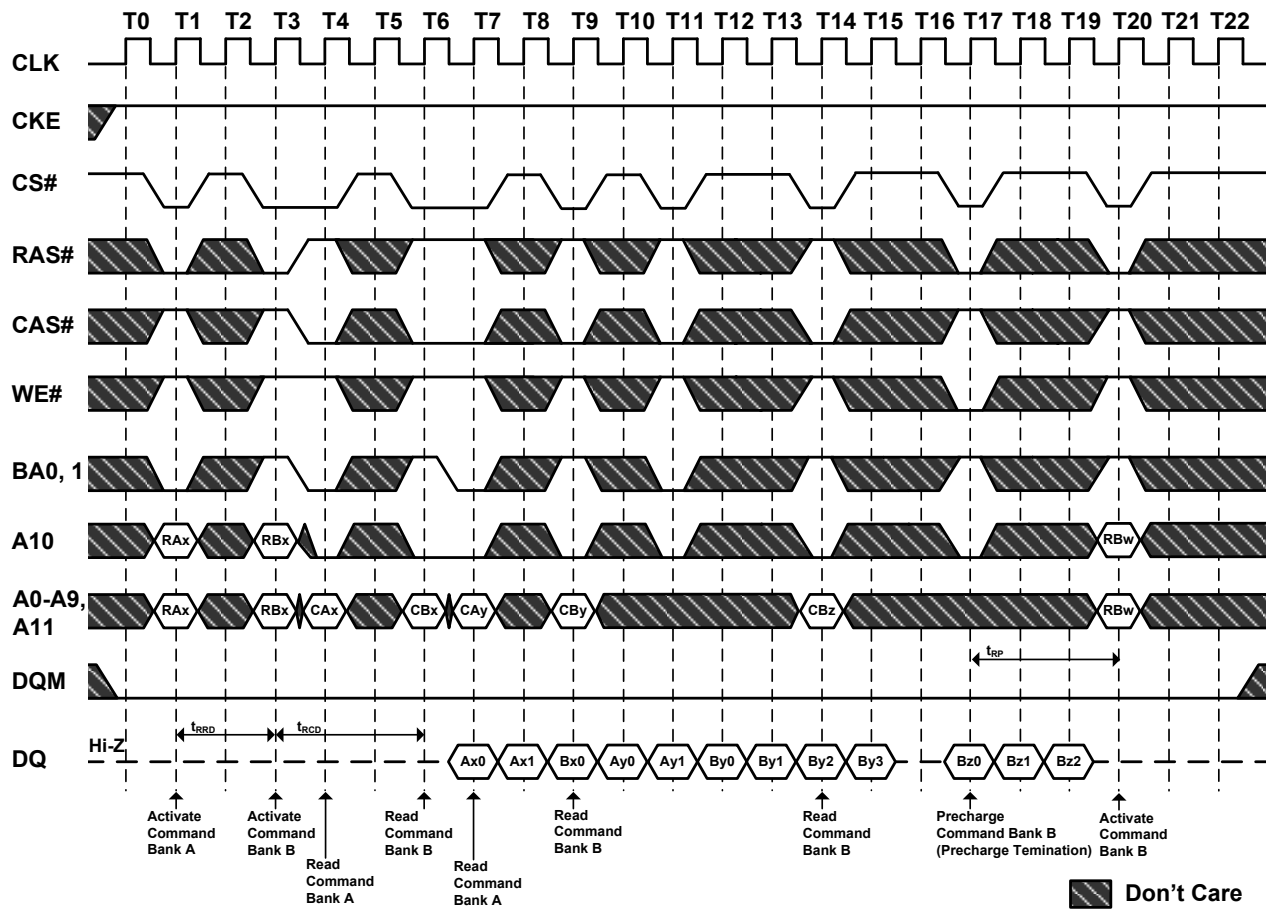 T0 T1 T2 T3 T4 T5 T6 T7 T8 T9 T10 T11 T12 T13 T14 T15 T16 T17 T18 T19 T20 T21 T22
CLK
CKE
CS#
RAS#
CAS#
WE#
BA0, 1
A10
RAx RBx RBw
A0-A9,
A11
RAx RBx CAx CBx CAy CBy CBz RBw
tRP
DQM
tRRD tRCD
Hi-Z
DQ
Ax0 Ax1 Bx0 Ay0 Ay1 By0 By1 By2 By3 Bz0 Bz1 Bz2
Activate
Command
Bank A
Activate
Command
Bank B
Read
Command
Bank A
Read
Command
Bank B
Read
Command
Bank A
Read
Command
Bank B
Read
Command
Bank B
Precharge
Command Bank B
(Precharge Temination)
Activate
Command
Bank B
Don't Care